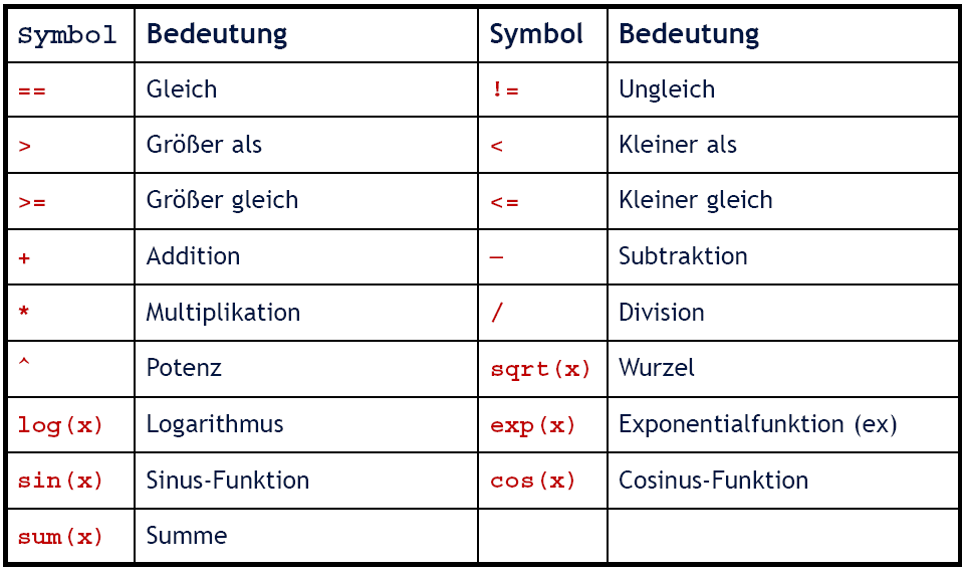 Symbol Bedeutung Symbol Bedeutung
== Gleich != Ungleich
> Größer als < Kleiner als
>= Größer gleich <= Kleiner gleich
+ Addition – Subtraktion
* Multiplikation / Division
^ Potenz sqrt(x) Wurzel
log(x) Logarithmus exp(x) Exponentialfunktion (ex)
sin(x) Sinus-Funktion cos(x) Cosinus-Funktion
sum(x) Summe